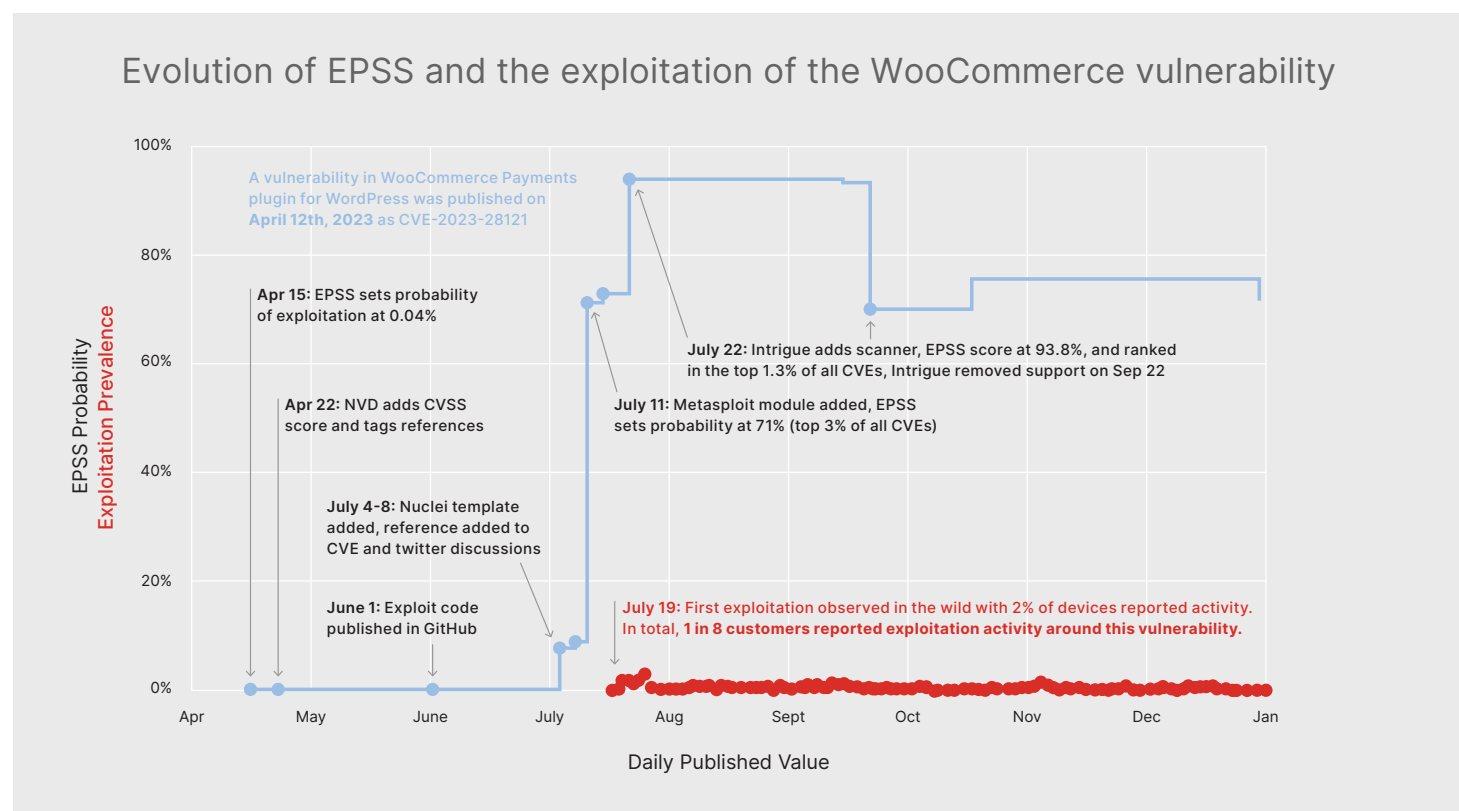 Evolution of EPSS and the exploitation of the WooCommerce vulnerability
100%
80%
60%
40%
20%
0%
EPSS Probability
Exploitation Prevalence
A vulnerability in WooCommerce Payments
plugin for WordPress was published on
April 12th, 2023 as CVE-2023-28121
Apr 15: EPSS sets probability
of exploitation at 0.04%
Apr 22: NVD adds CVSS
score and tags references
July 4-8: Nuclei template
added, reference added to
CVE and twitter discussions
June 1: Exploit code
published in GitHub
July 22: Intrigue adds scanner, EPSS score at 93.8%, and ranked
in the top 1.3% of all CVEs, Intrigue removed support on Sep 22
July 11: Metasploit module added, EPSS
sets probability at 71% (top 3% of all CVEs)
July 19: First exploitation observed in the wild with 2% of devices reported activity.
In total, 1 in 8 customers reported exploitation activity around this vulnerability.
Apr
May
June
July
Aug
Sept
Oct
Nov
Dec
Jan
Daily Published Value